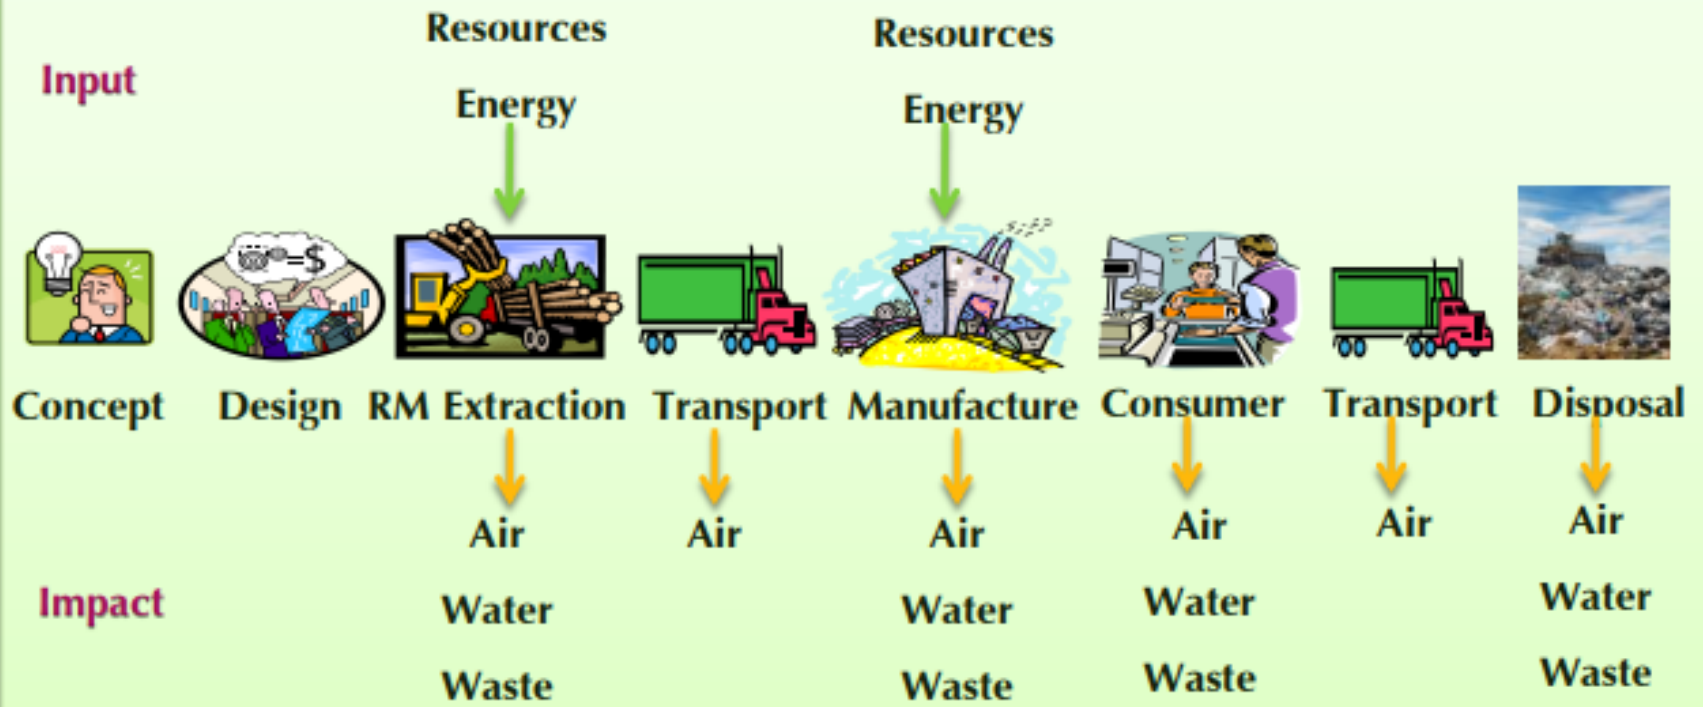 Resources
Resources
Input
Energy
Energy
=$
Concept
Design
RM Extraction
Transport
Manufacture
Consumer
Transport
Disposal
Air
Air
Air
Air
Air
Air
Impact
Water
Water
Water
Water
Waste
Waste
Waste
Waste